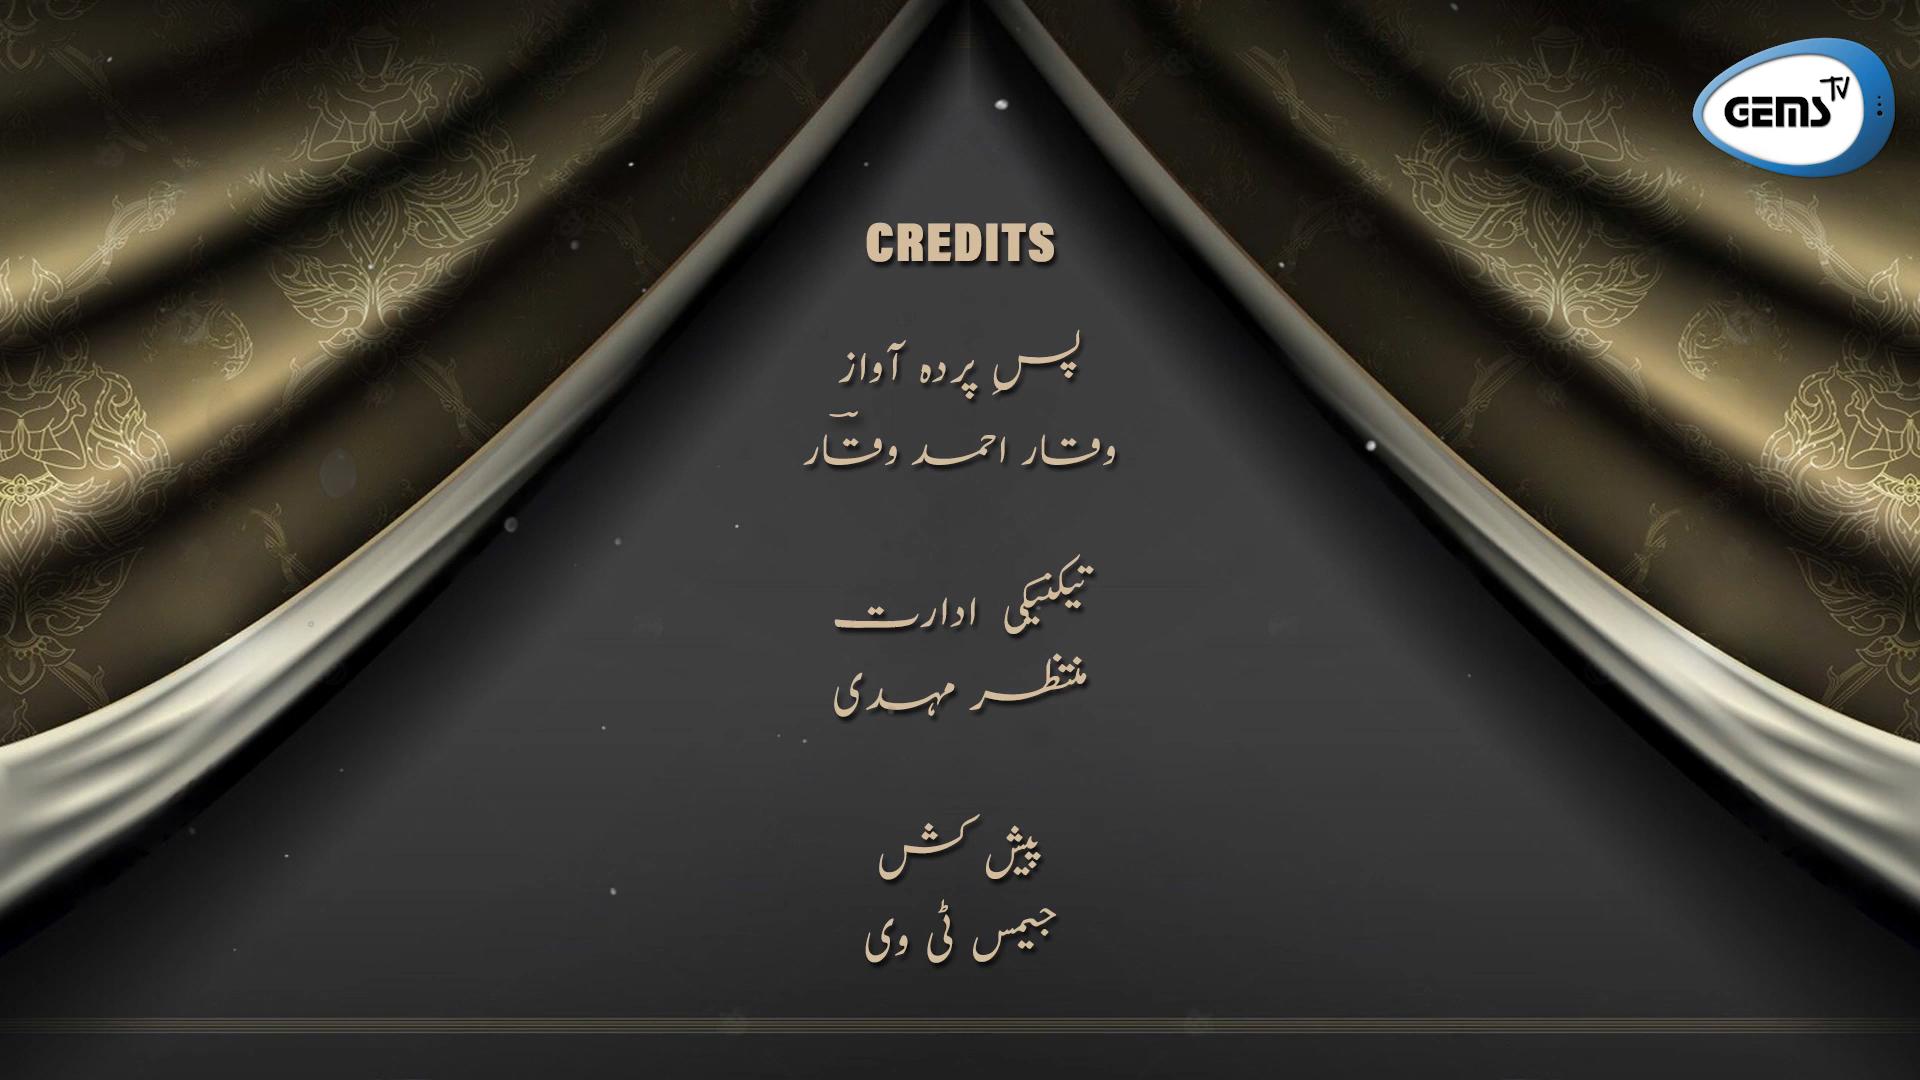 GEMS TV
CREDITS
پسِ پردہ آواز
وقار احمد وقارؔ
تیکنیکی ادارت
منتظر مہدی
پیش کش
جیمس ٹی وی